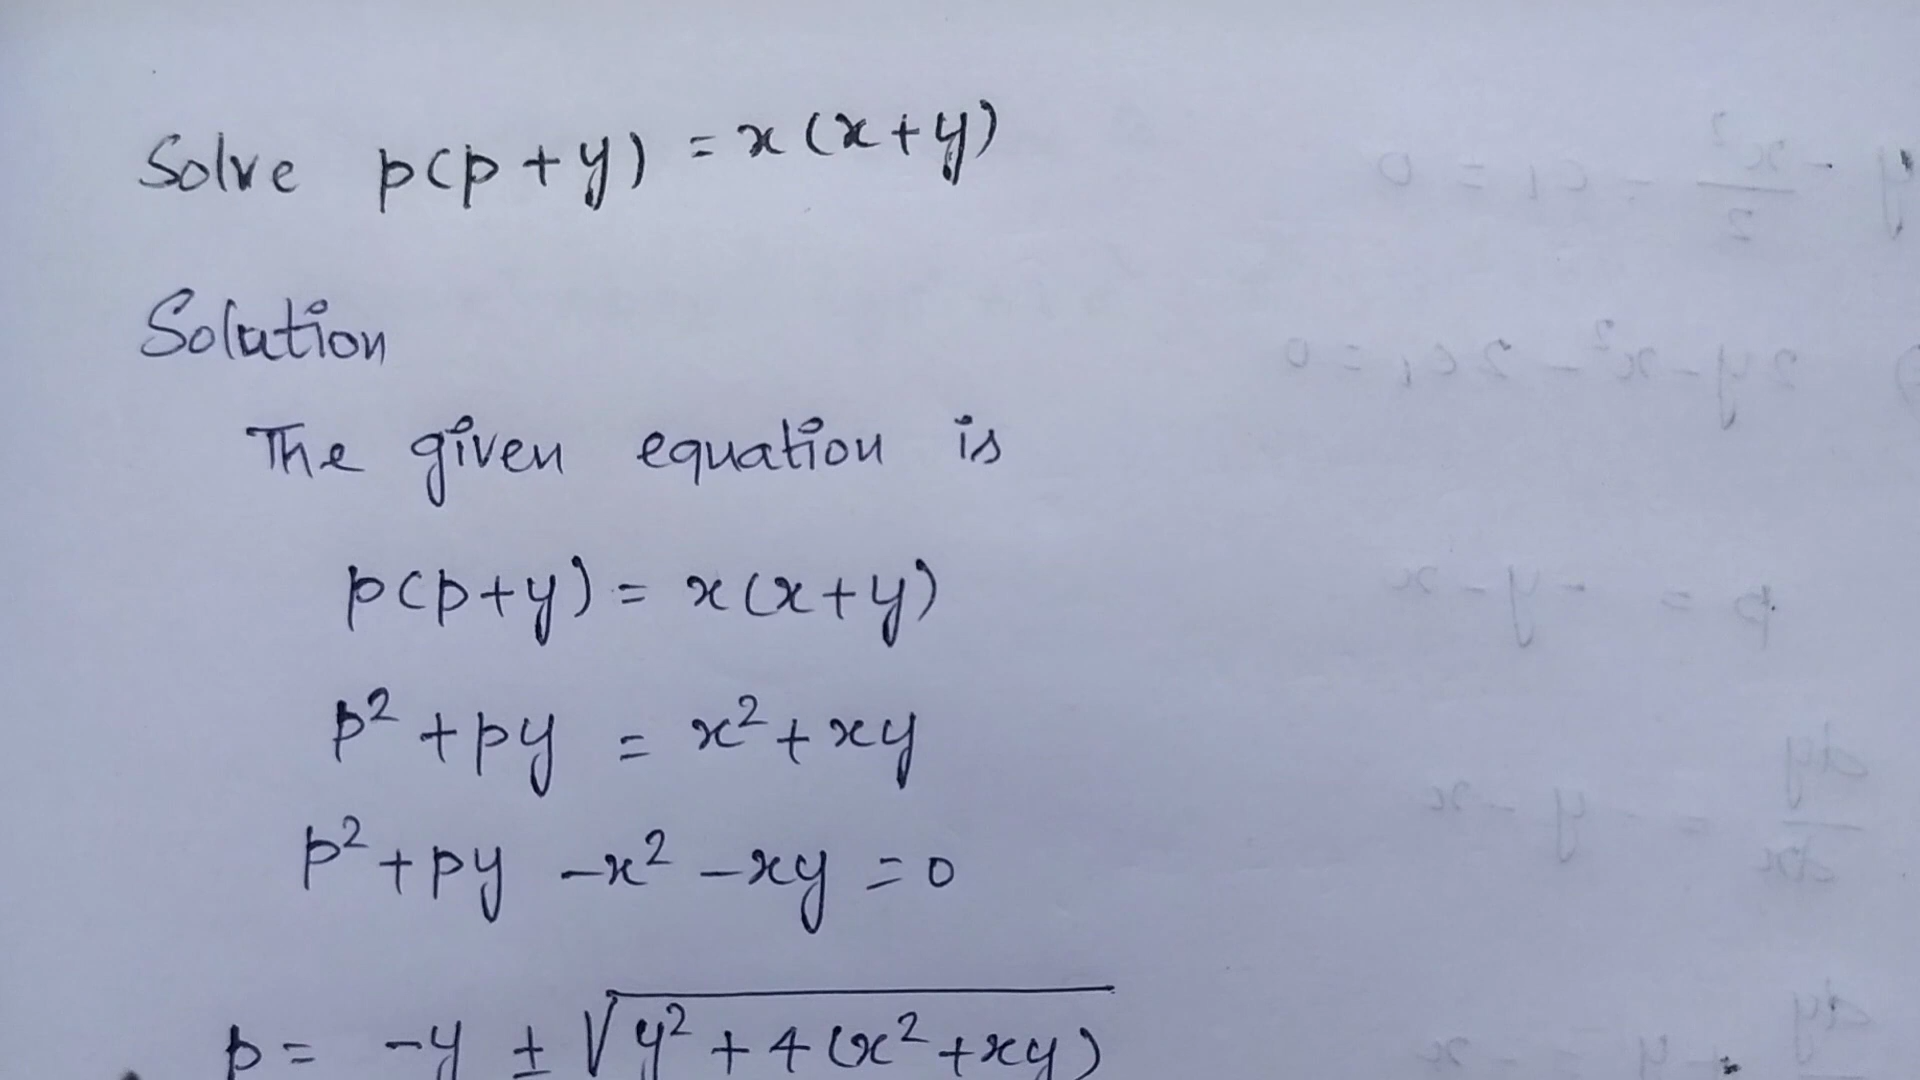 Solve p(p+y) = x(x+y)
Solution
The given equation is
p(p+y) = x(x+y)
p² + py = x² + xy
p² + py - x² - xy = 0
p = -y ± √y² + 4(x² + xy)